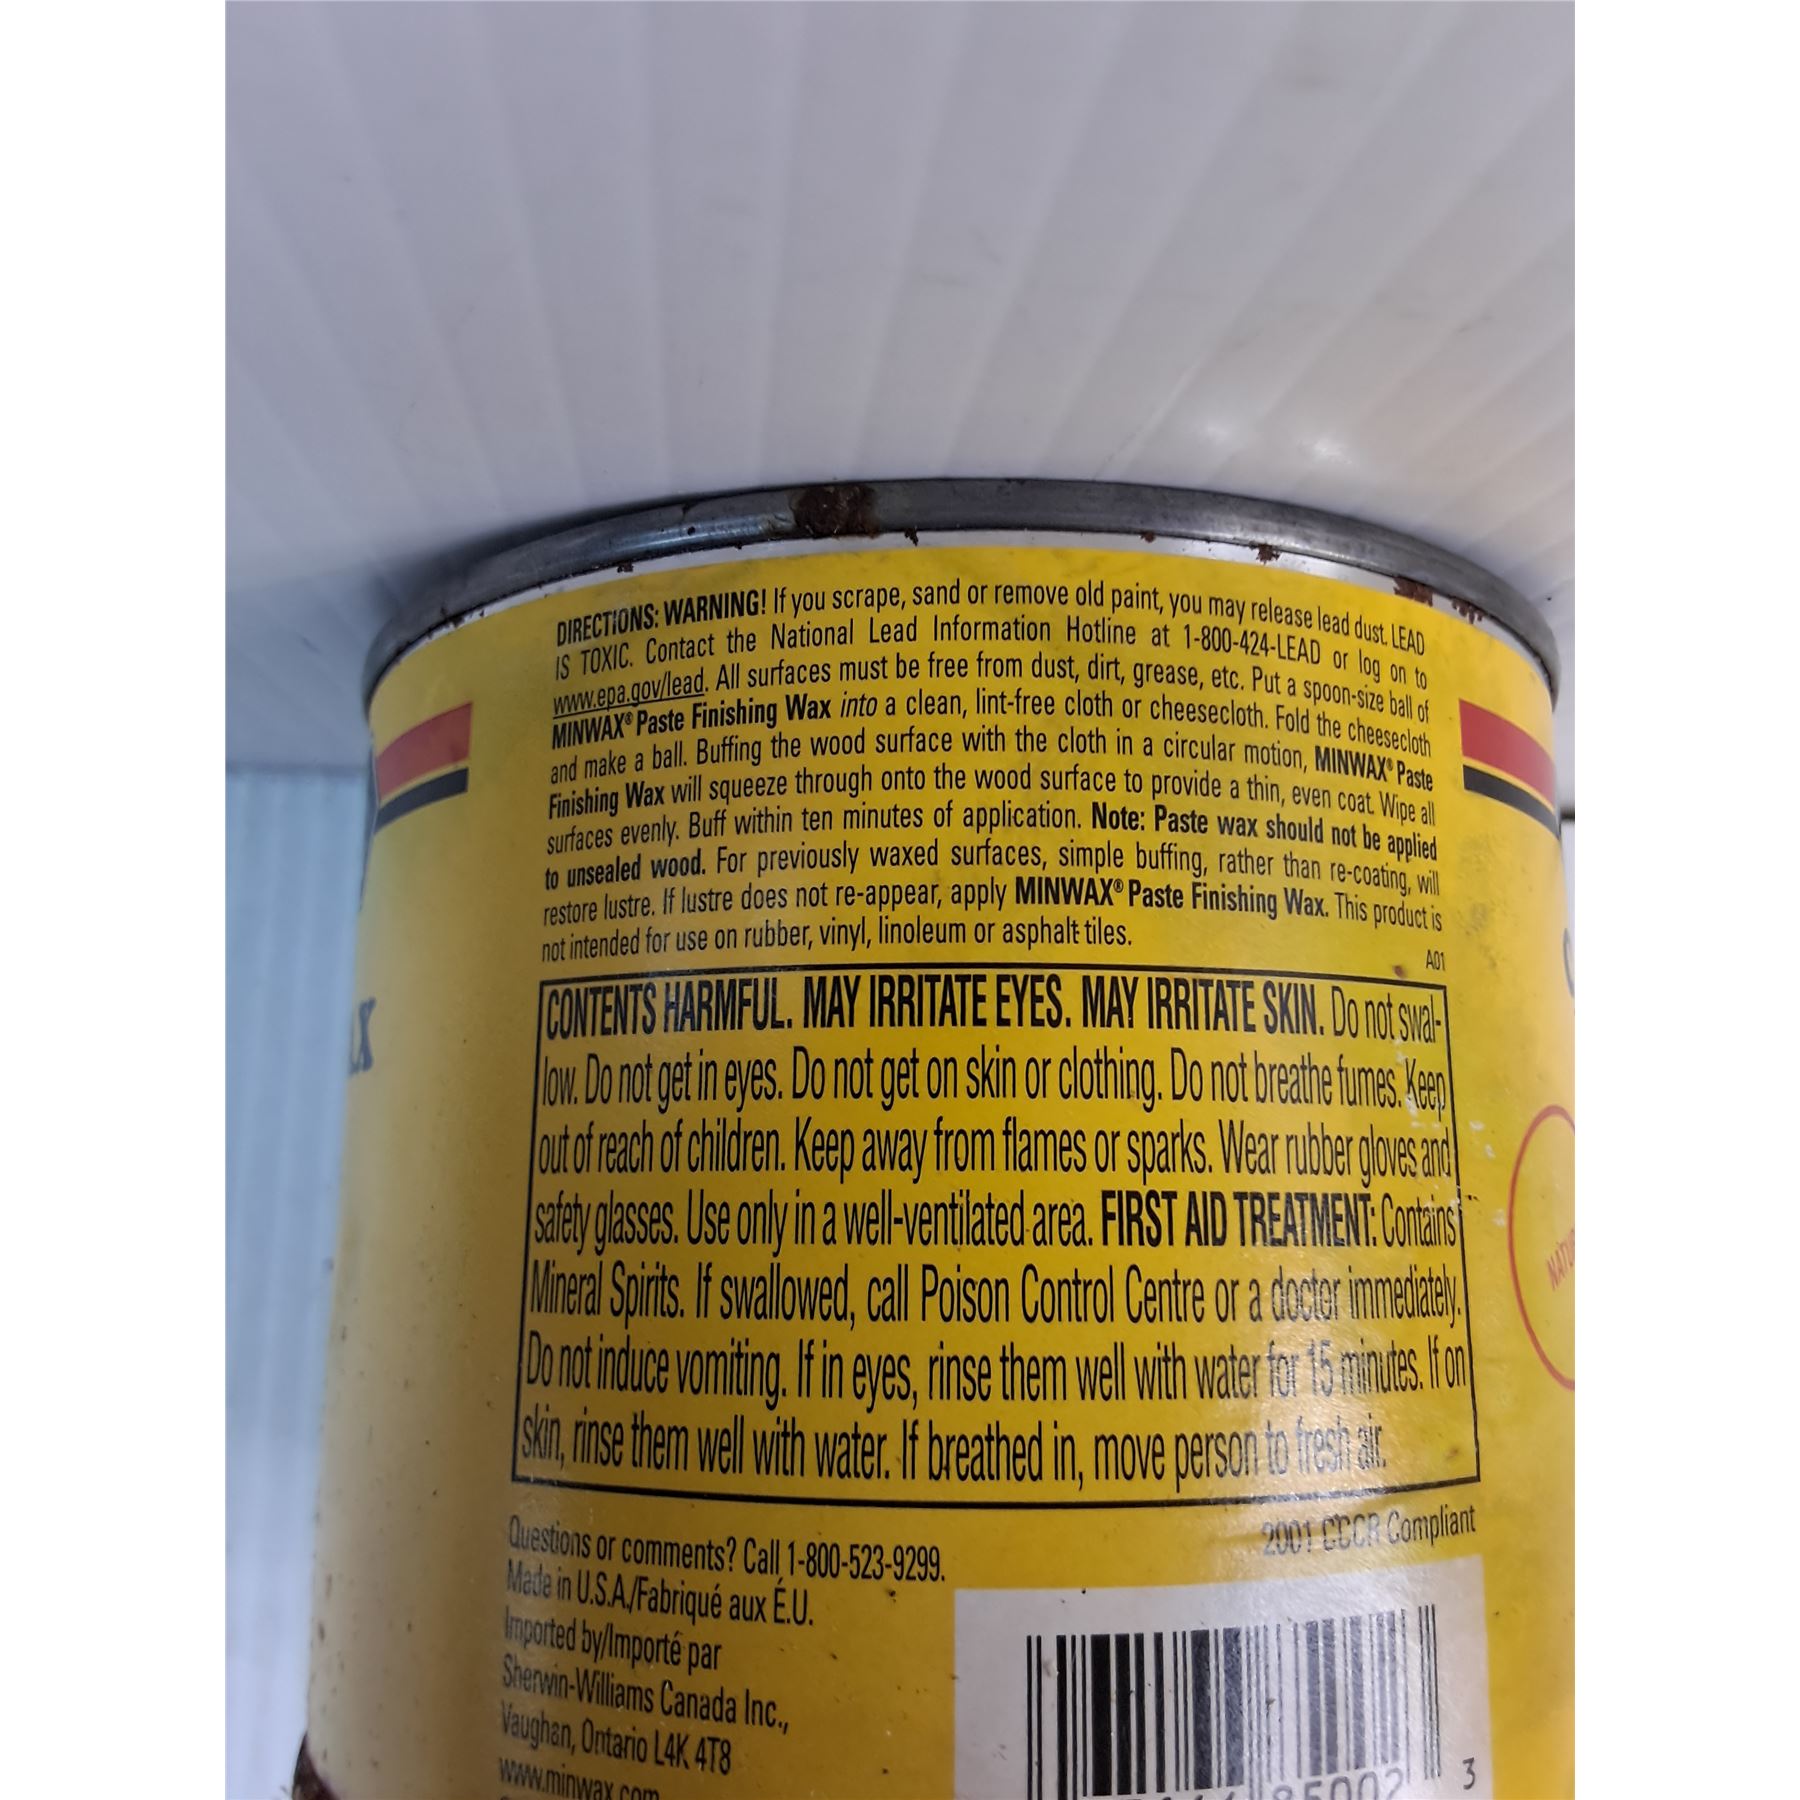 DIRECTIONS: WARNING! If you scrape, sand or remove old paint, you may release lead dust. LEAD
IS TOXIC. Contact the National Lead Information Hotline at 1-800-424-LEAD or log on to
www.epa.gov/lead. All surfaces must be free from dust, dirt, grease, etc. Put a spoon-size ball of
MINWAX® Paste Finishing Wax into a clean, lint-free cloth or cheesecloth. Fold the cheesecloth
and make a ball. Buffing the wood surface with the cloth in a circular motion, MINWAX® Paste
Finishing Wax will squeeze through onto the wood surface to provide a thin, even coat. Wipe all
surfaces evenly. Buff within ten minutes of application. Note: Paste wax should not be applied
to unsealed wood. For previously waxed surfaces, simple buffing, rather than re-coating, will
restore lustre. If lustre does not re-appear, apply MINWAX® Paste Finishing Wax. This product is
not intended for use on rubber, vinyl, linoleum or asphalt tiles.
A01
CONTENTS HARMFUL. MAY IRRITATE EYES. MAY IRRITATE SKIN. Do not swal-
low. Do not get in eyes. Do not get on skin or clothing. Do not breathe fumes. Keep
out of reach of children. Keep away from flames or sparks. Wear rubber gloves and
safety glasses. Use only in a well-ventilated area. FIRST AID TREATMENT: Contains
Mineral Spirits. If swallowed, call Poison Control Centre or a doctor immediately.
Do not induce vomiting. If in eyes, rinse them well with water for 15 minutes. If on
skin, rinse them well with water. If breathed in, move person to fresh air.
2001 CCCR Compliant
Questions or comments? Call 1-800-523-9299.
Made in U.S.A./Fabriqué aux É.U.
Imported by/Importé par
Sherwin-Williams Canada Inc.,
Vaughan, Ontario L4K 4T8
www.minwax.com
3